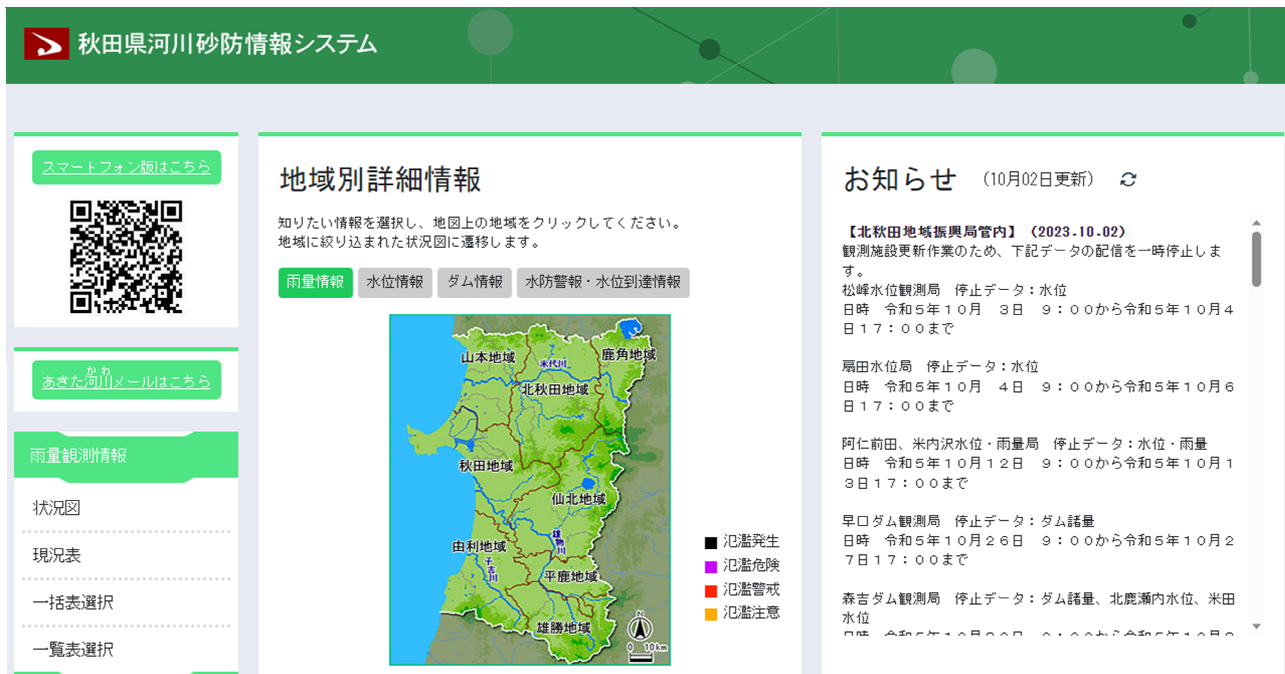 秋田県河川砂防情報システム
スマートフォン版はこちら
かわ
あきた河川メールはこちら
雨量観測情報
状況図
現況表
一括表選択
一覧表選択
地域別詳細情報
知りたい情報を選択し、地図上の地域をクリックしてください。
地域に絞り込まれた状況図に遷移します。
雨量情報
水位情報
ダム情報
水防警報・水位到達情報
山本地域
米代川
鹿角地域
北秋田地域
秋田地域
仙北地域
由利地域
雄物川
子吉川
平鹿地域
雄勝地域
N
0 10km
氾濫発生
氾濫危険
氾濫警戒
氾濫注意
お知らせ (10月02日更新)
【北秋田地域振興局管内】（2023.10.02）
観測施設更新作業のため、下記データの配信を一時停止しま
す。
松峰水位観測局　停止データ：水位
日時　令和５年１０月　３日　９：００から令和５年１０月４
日１７：００まで
扇田水位局　停止データ：水位
日時　令和５年１０月　４日　９：００から令和５年１０月６
日１７：００まで
阿仁前田、米内沢水位・雨量局　停止データ：水位・雨量
日時　令和５年１０月１２日　９：００から令和５年１０月１
３日１７：００まで
早口ダム観測局　停止データ：ダム諸量
日時　令和５年１０月２６日　９：００から令和５年１０月２
７日１７：００まで
森吉ダム観測局　停止データ：ダム諸量、北鹿瀬内水位、米田
水位